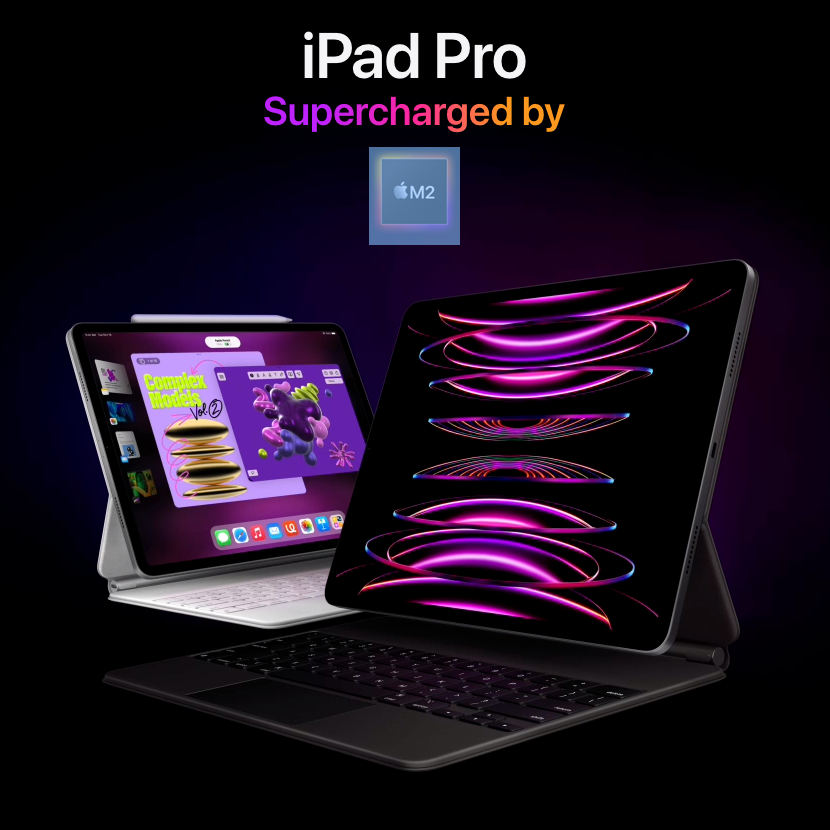 iPad Pro
Supercharged by
M2
Complex
Models
Vol. 2